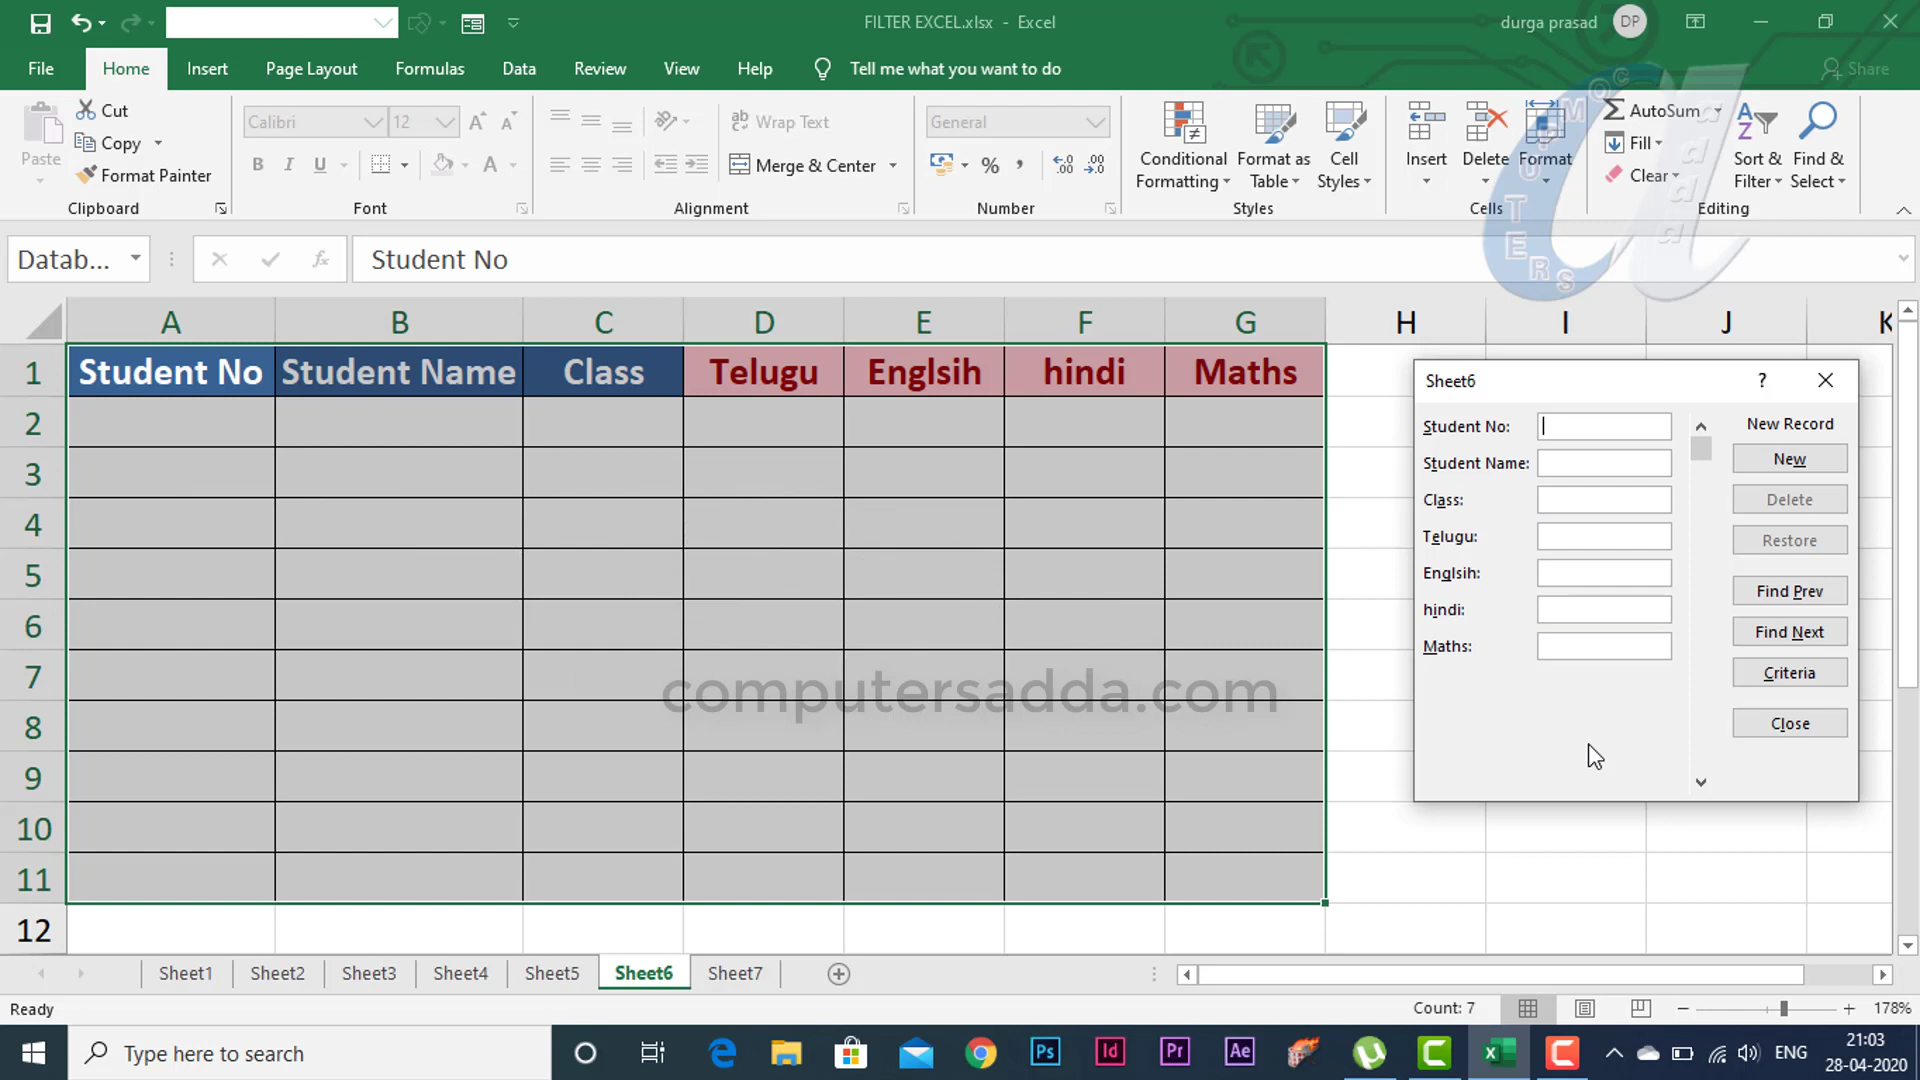 FILTER EXCEL.xlsx - Excel
durga prasad DP
File Home Insert Page Layout Formulas Data Review View Help Tell me what you want to do Share
Paste
Cut
Copy
Format Painter
Clipboard
Calibri 12
B I U A
Font
Wrap Text
Merge & Center
Alignment
General
% ,
Number
Conditional Formatting
Format as Table
Cell Styles
Styles
Insert Delete Format
Cells
AutoSum
Fill
Clear
Sort & Filter
Find & Select
Editing
Datab... fx Student No
A B C D E F G H I J K
1 Student No Student Name Class Telugu Englsih hindi Maths
2
3
4
5
6
7
8
9
10
11
12
computersadda.com
Sheet6 ?
Student No: New Record
Student Name: New
Class: Delete
Telugu: Restore
Englsih: Find Prev
hindi: Find Next
Maths: Criteria
Close
Sheet1 Sheet2 Sheet3 Sheet4 Sheet5 Sheet6 Sheet7
Ready Count: 7 178%
Type here to search Ps Id Pr Ae ENG 21:03
28-04-2020